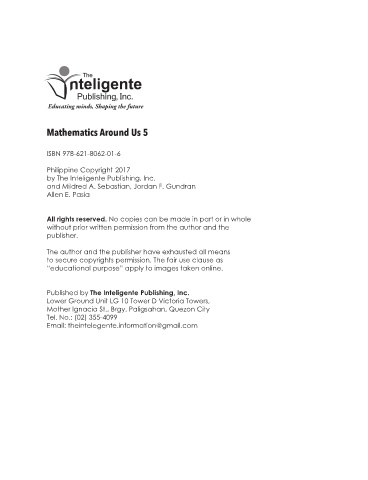 The
Inteligente
Publishing, Inc.
Educating minds, Shaping the future
Mathematics Around Us 5
ISBN 978-621-8062-01-6
Philippine Copyright 2017
by The Inteligente Publishing, Inc.
and Mildred A. Sebastian, Jordan F. Gundran
Allen E. Pasia
All rights reserved. No copies can be made in part or in whole
without prior written permission from the author and the
publisher.
The author and the publisher have exhausted all means
to secure copyrights permission. The fair use clause as
“educational purpose” apply to images taken online.
Published by The Inteligente Publishing, Inc.
Lower Ground Unit LG 10 Tower D Victoria Towers,
Mother Ignacia St., Brgy. Paligsahan, Quezon City
Tel. No.: (02) 355-4099
Email: theintelegente.information@gmail.com